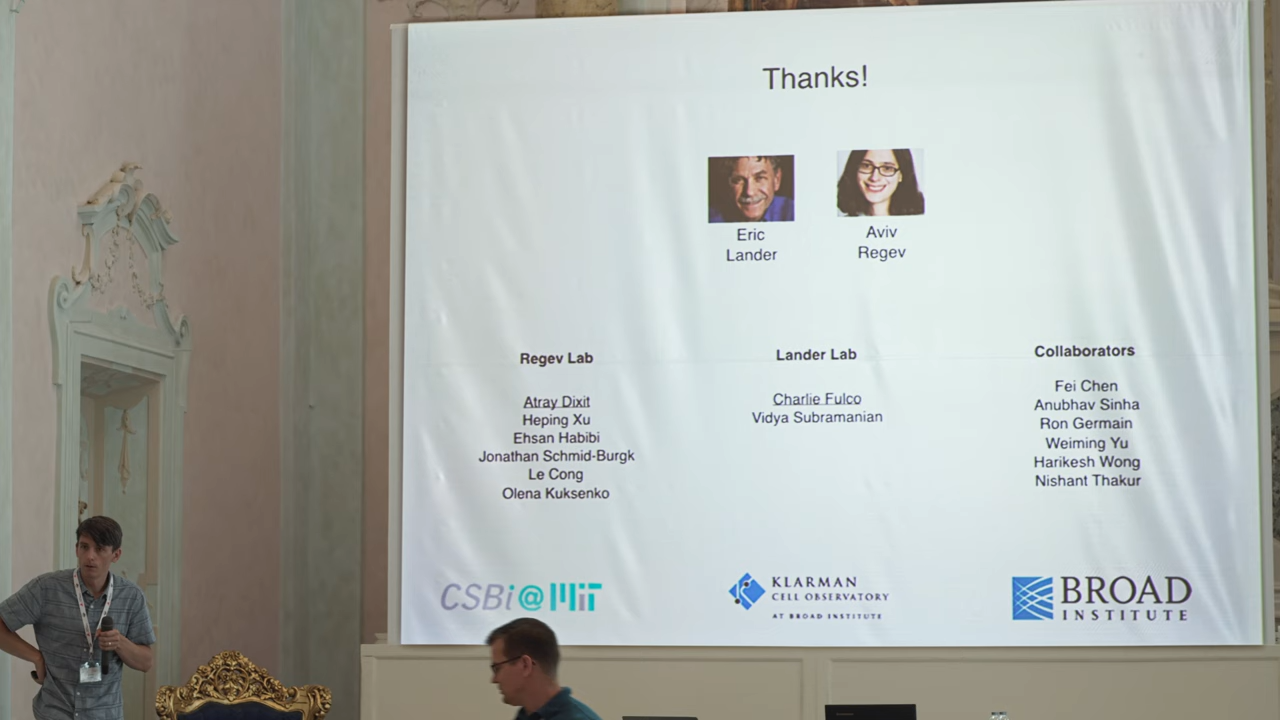 Thanks!
Eric
Lander
Aviv
Regev
Regev Lab
Atray Dixit
Heping Xu
Ehsan Habibi
Jonathan Schmid-Burgk
Le Cong
Olena Kuksenko
Lander Lab
Charlie Fulco
Vidya Subramanian
Collaborators
Fei Chen
Anubhav Sinha
Ron Germain
Weiming Yu
Harikesh Wong
Nishant Thakur
CSBi@MIT
KLARMAN
CELL OBSERVATORY
AT BROAD INSTITUTE
BROAD
INSTITUTE